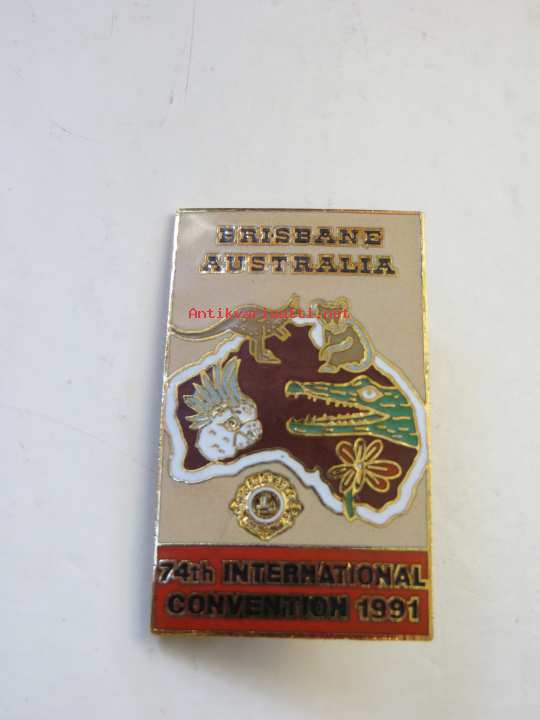 BRISBANE
AUSTRALIA
Antikvariaatti.net
74th INTERNATIONAL
CONVENTION 1991